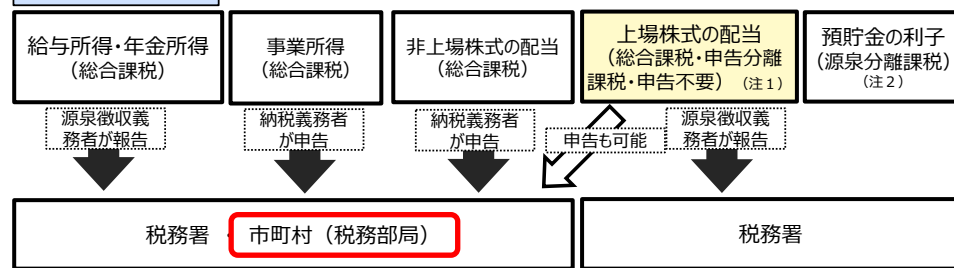 給与所得・年金所得
（総合課税）
事業所得
（総合課税）
非上場株式の配当
（総合課税）
上場株式の配当
（総合課税・申告分離
課税・申告不要）（注１）
預貯金の利子
（源泉分離課税）
（注２）
源泉徴収義
務者が報告
納税義務者
が申告
納税義務者
が申告
申告も可能
源泉徴収義
務者が報告
税務署・市町村（税務部局）
税務署